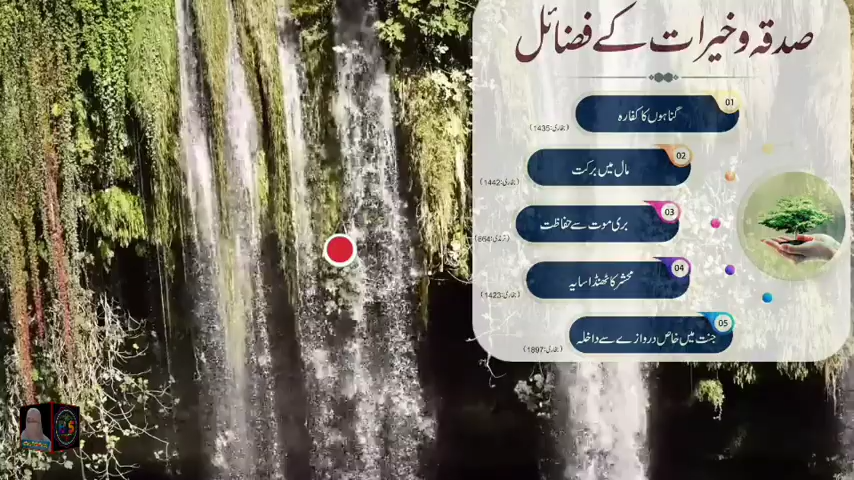 صدقہ وخیرات کے فضائل
01
گناہوں کا کفارہ
(بخاری:1435)
02
مال میں برکت
(بخاری:1442)
03
بری موت سے حفاظت
(ترمذی:664)
04
محشر کا ٹھنڈا سایہ
(بخاری:1423)
05
جنت میں خاص دروازے سے داخلہ
(بخاری:1897)